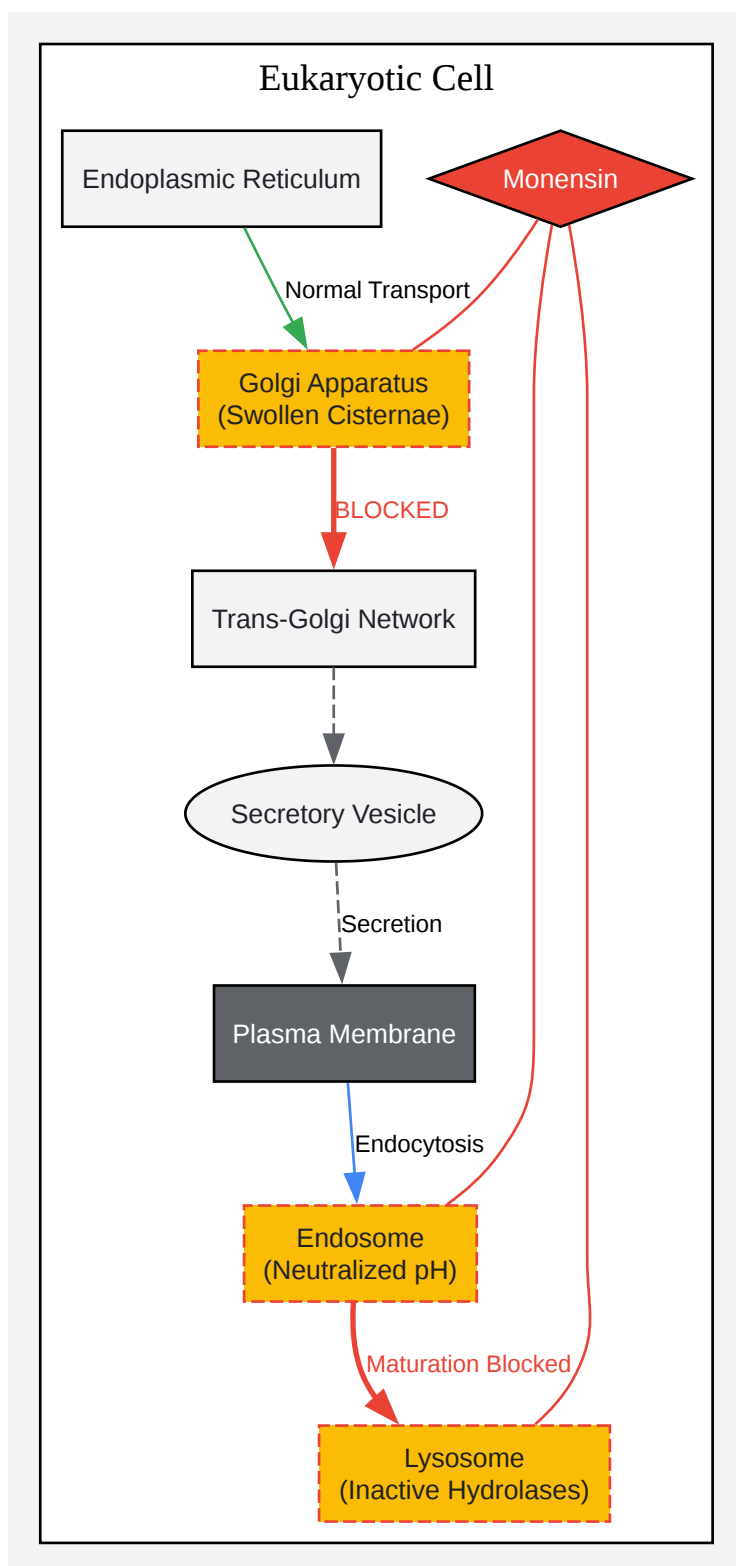 Eukaryotic Cell
Endoplasmic Reticulum
Monensin
Normal Transport
Golgi Apparatus
(Swollen Cisternae)
BLOCKED
Trans-Golgi Network
Secretory Vesicle
Secretion
Plasma Membrane
Endocytosis
Endosome
(Neutralized pH)
Maturation Blocked
Lysosome
(Inactive Hydrolases)